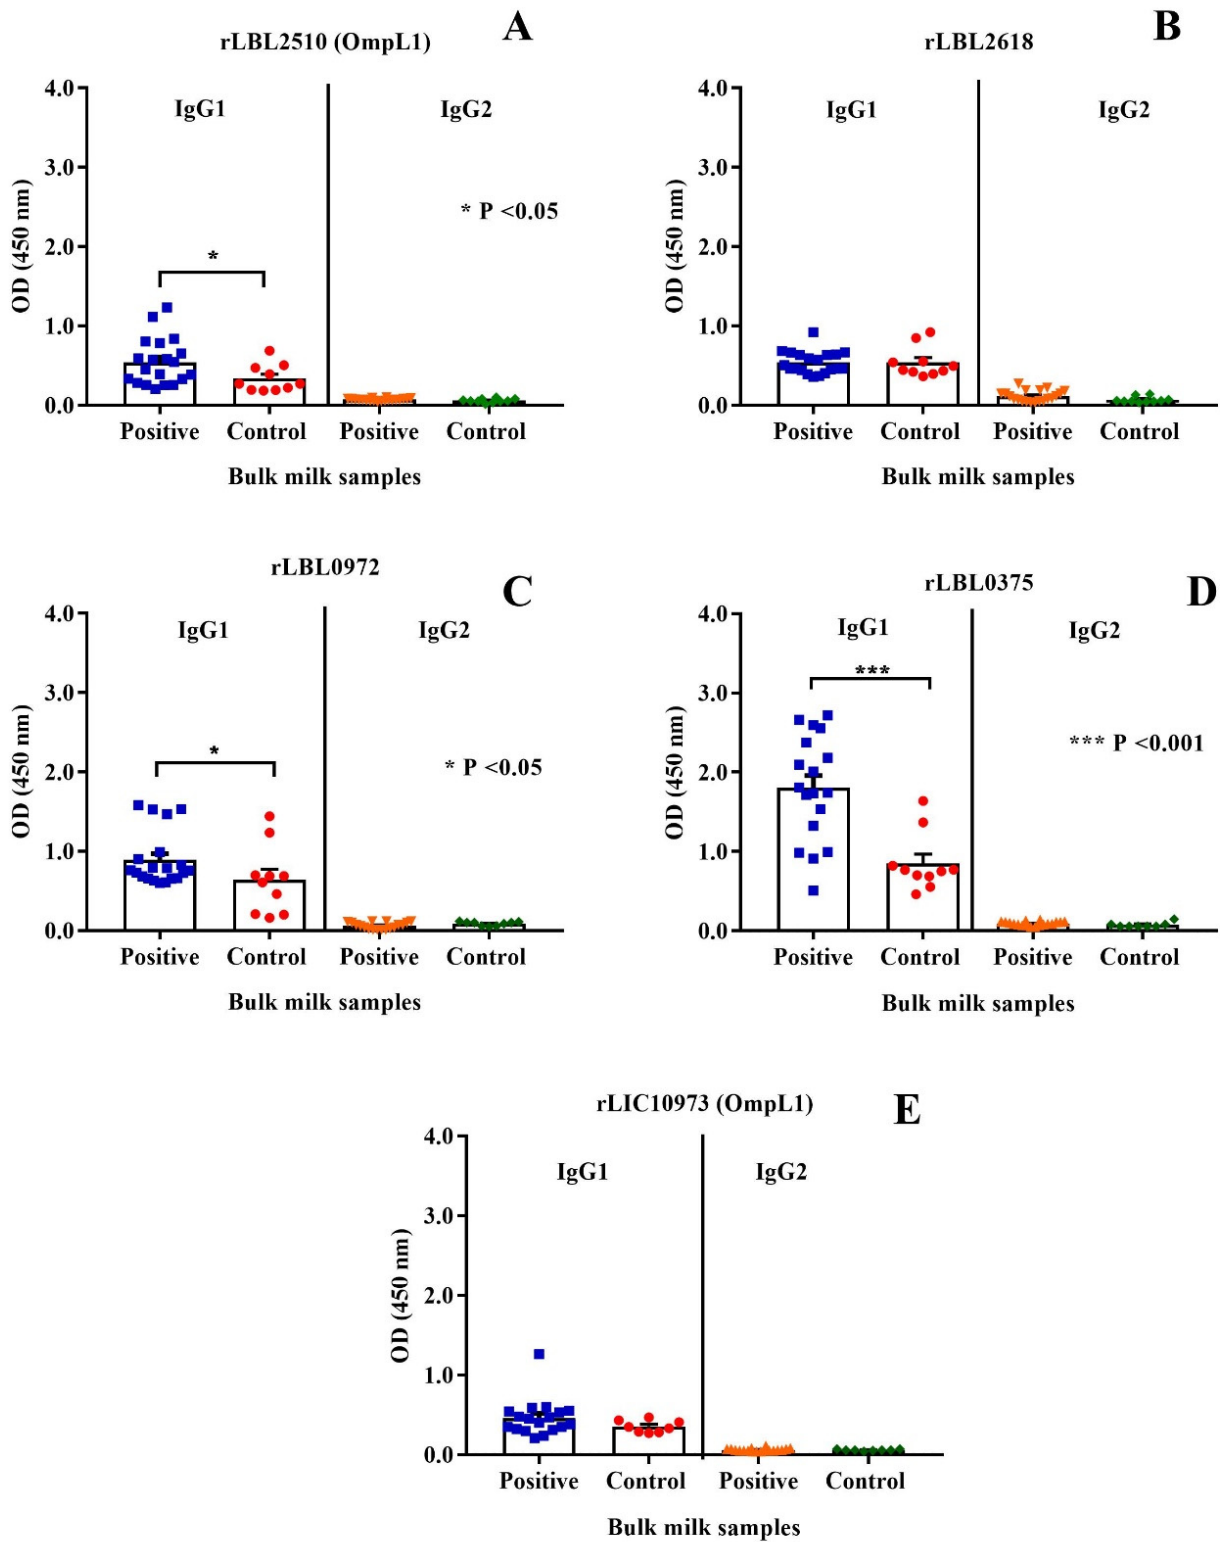 A
rLBL2510 (OmpL1)
4.0
3.0
2.0
1.0
0.0
OD (450 nm)
IgG1
IgG2
*
* P <0.05
Positive Control Positive Control
Bulk milk samples
B
rLBL2618
4.0
3.0
2.0
1.0
0.0
OD (450 nm)
IgG1
IgG2
Positive Control Positive Control
Bulk milk samples
C
rLBL0972
4.0
3.0
2.0
1.0
0.0
OD (450 nm)
IgG1
IgG2
*
* P <0.05
Positive Control Positive Control
Bulk milk samples
D
rLBL0375
4.0
3.0
2.0
1.0
0.0
OD (450 nm)
IgG1
IgG2
***
*** P <0.001
Positive Control Positive Control
Bulk milk samples
E
rLIC10973 (OmpL1)
4.0
3.0
2.0
1.0
0.0
OD (450 nm)
IgG1
IgG2
Positive Control Positive Control
Bulk milk samples